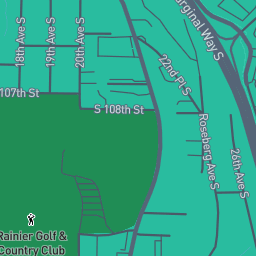 18th Ave S
19th Ave S
20th Ave S
arginal Way S
22nd Pl S
107th St
S 108th St
Roseberg Ave S
26th Ave S
Rainier Golf &
Country Club